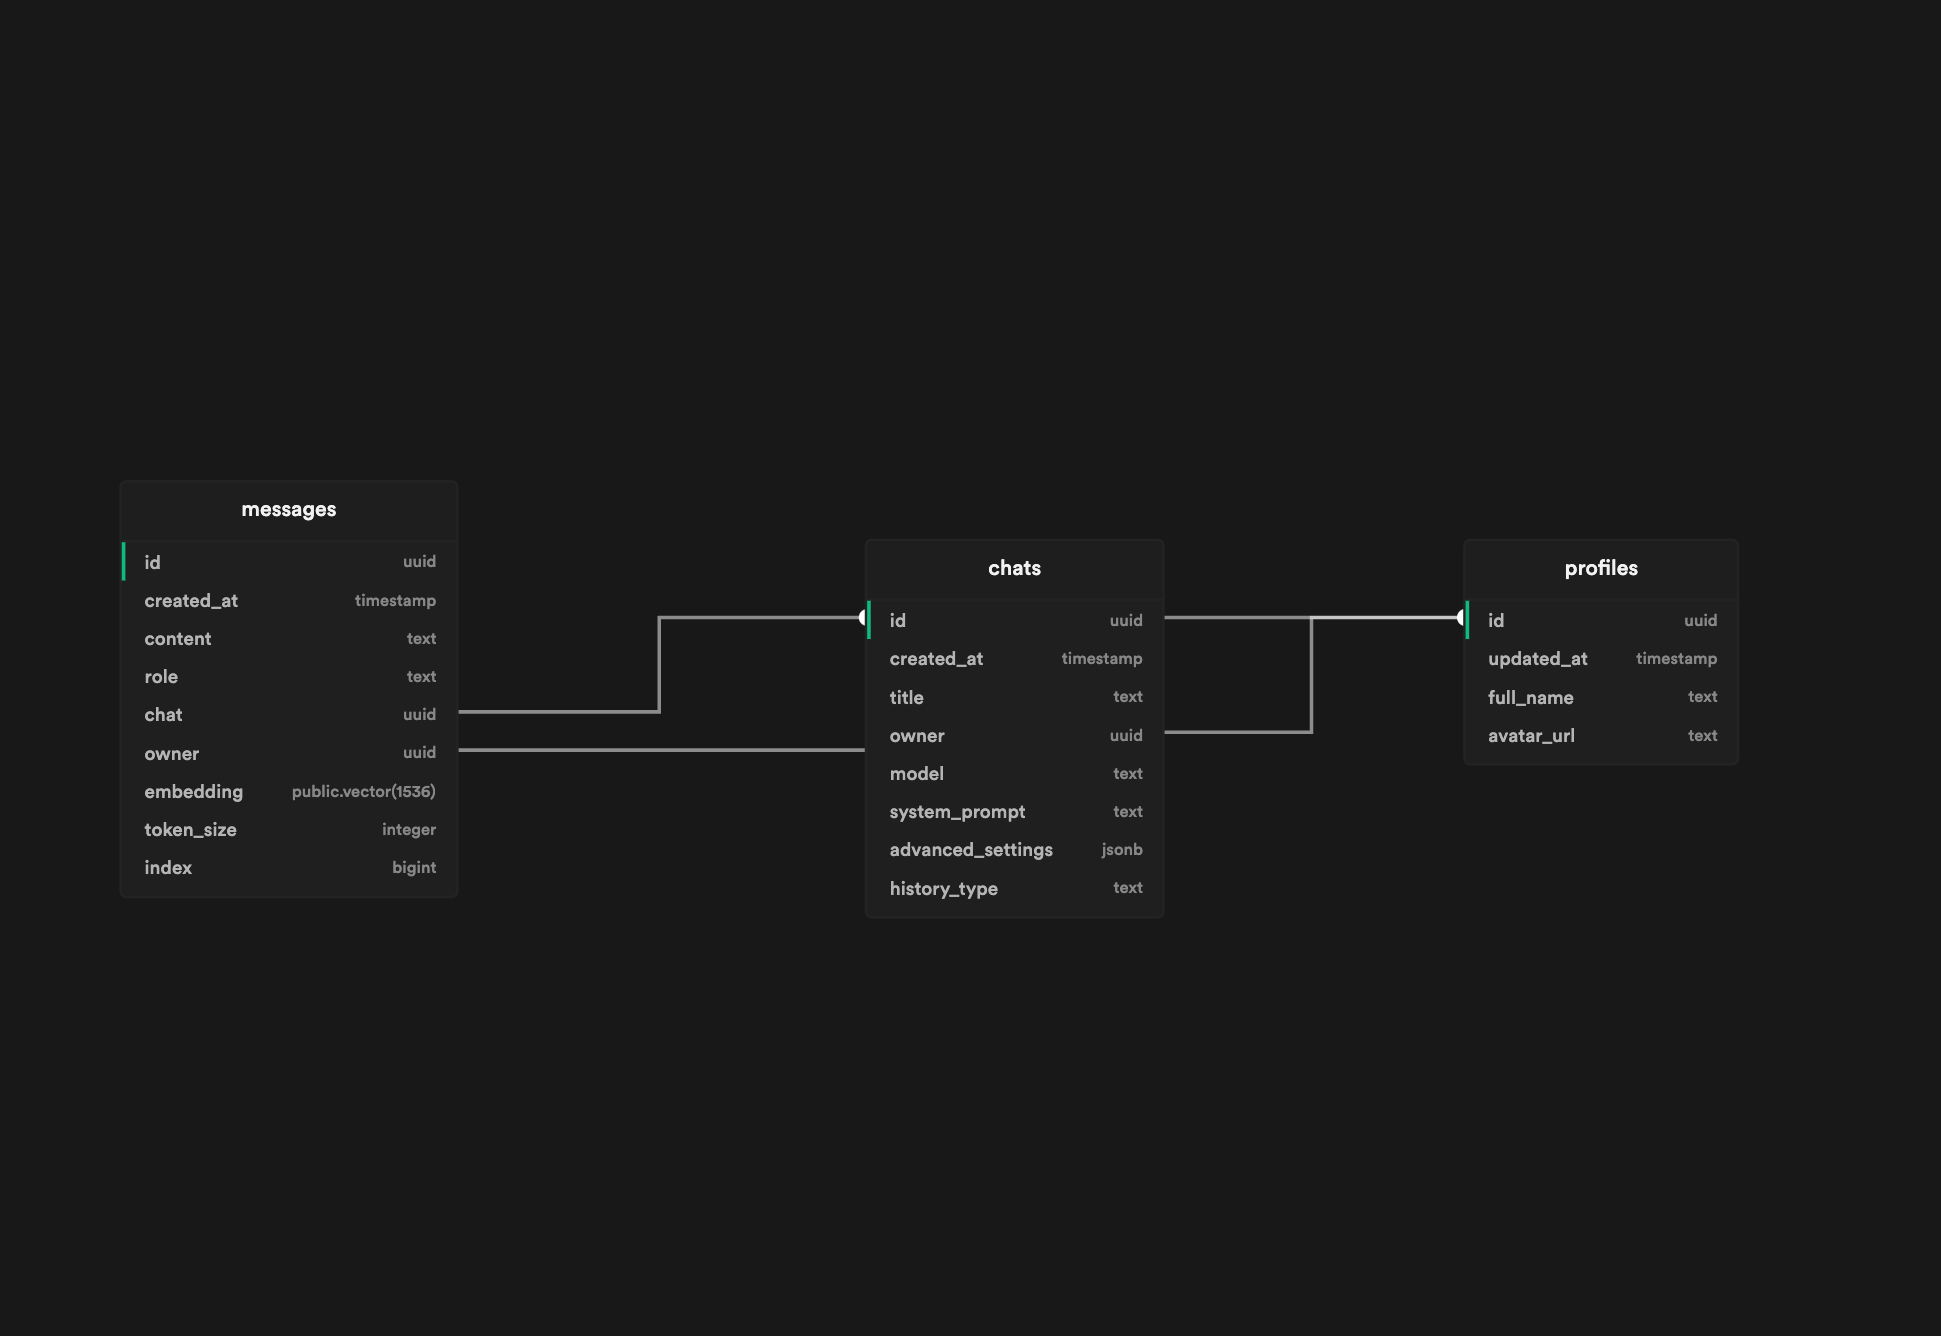 messages
id uuid
created_at timestamp
content text
role text
chat uuid
owner uuid
embedding public.vector(1536)
token_size integer
index bigint
chats
id uuid
created_at timestamp
title text
owner uuid
model text
system_prompt text
advanced_settings jsonb
history_type text
profiles
id uuid
updated_at timestamp
full_name text
avatar_url text